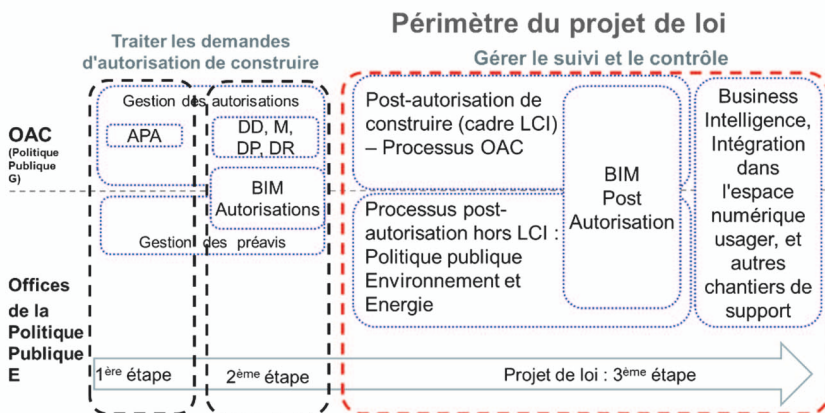 Périmètre du projet de loi
Traiter les demandes
d'autorisation de construire
Gérer le suivi et le contrôle
OAC
(Politique
Publique
G)
Gestion des autorisations
APA
DD, M,
DP, DR
BIM
Autorisations
Gestion des préavis
Post-autorisation de
construire (cadre LCI)
– Processus OAC
Processus post-
autorisation hors LCI :
Politique publique
Environnement et
Energie
BIM
Post
Autorisation
Business
Intelligence,
Intégration
dans
l'espace
numérique
usager, et
autres
chantiers de
support
Offices
de la
Politique
Publique
E
1ère étape
2ème étape
Projet de loi : 3ème étape